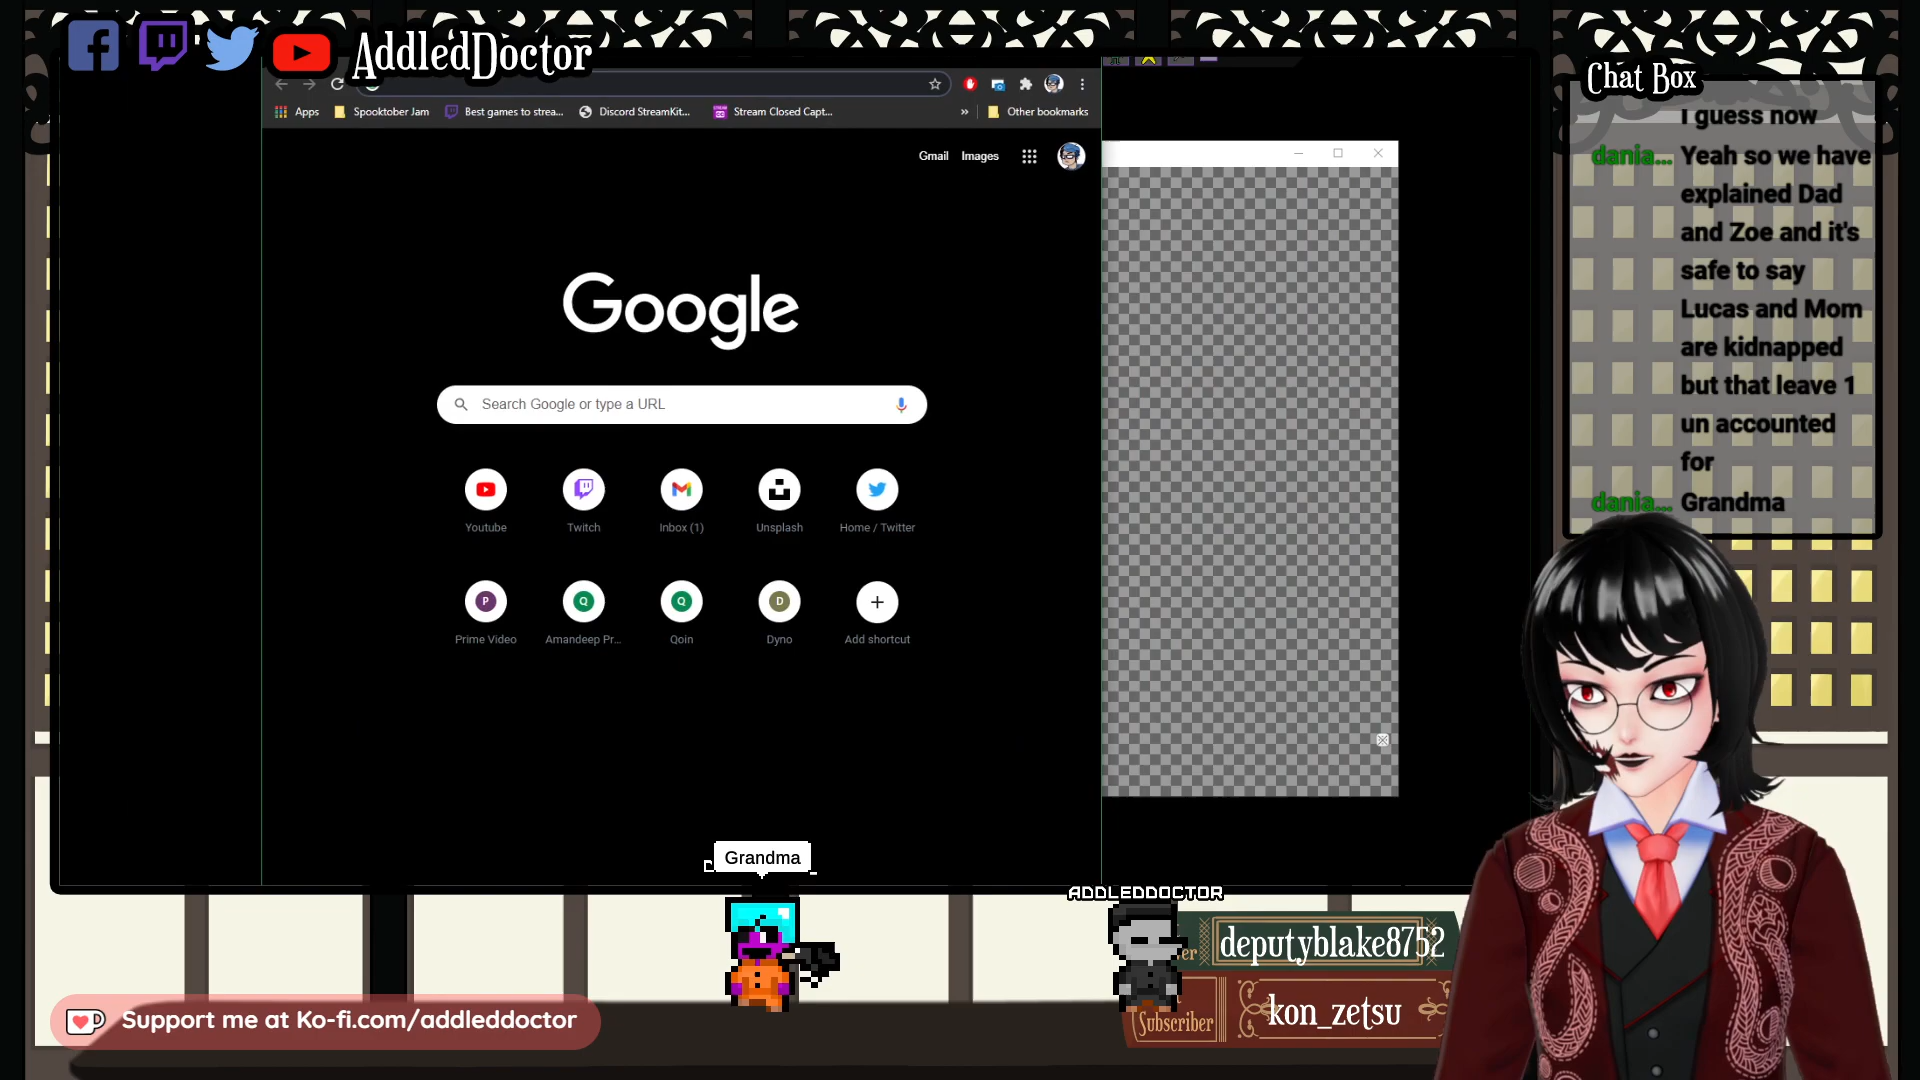 AddledDoctor
Apps
Spooktober Jam
Best games to strea...
Discord StreamKit...
Stream Closed Capt...
»
Other bookmarks
Gmail
Images
Google
Search Google or type a URL
Youtube
Twitch
Inbox (1)
Unsplash
Home / Twitter
P
Q
Q
D
Prime Video
Amandeep Pr...
Qoin
Dyno
Add shortcut
Chat Box
I guess now
dania... Yeah so we have
explained Dad
and Zoe and it's
safe to say
Lucas and Mom
are kidnapped
but that leave 1
un accounted
for
dania... Grandma
Grandma
ADDLEDDOCTOR
deputyblake8752
Subscriber
kon_zetsu
Support me at Ko-fi.com/addleddoctor